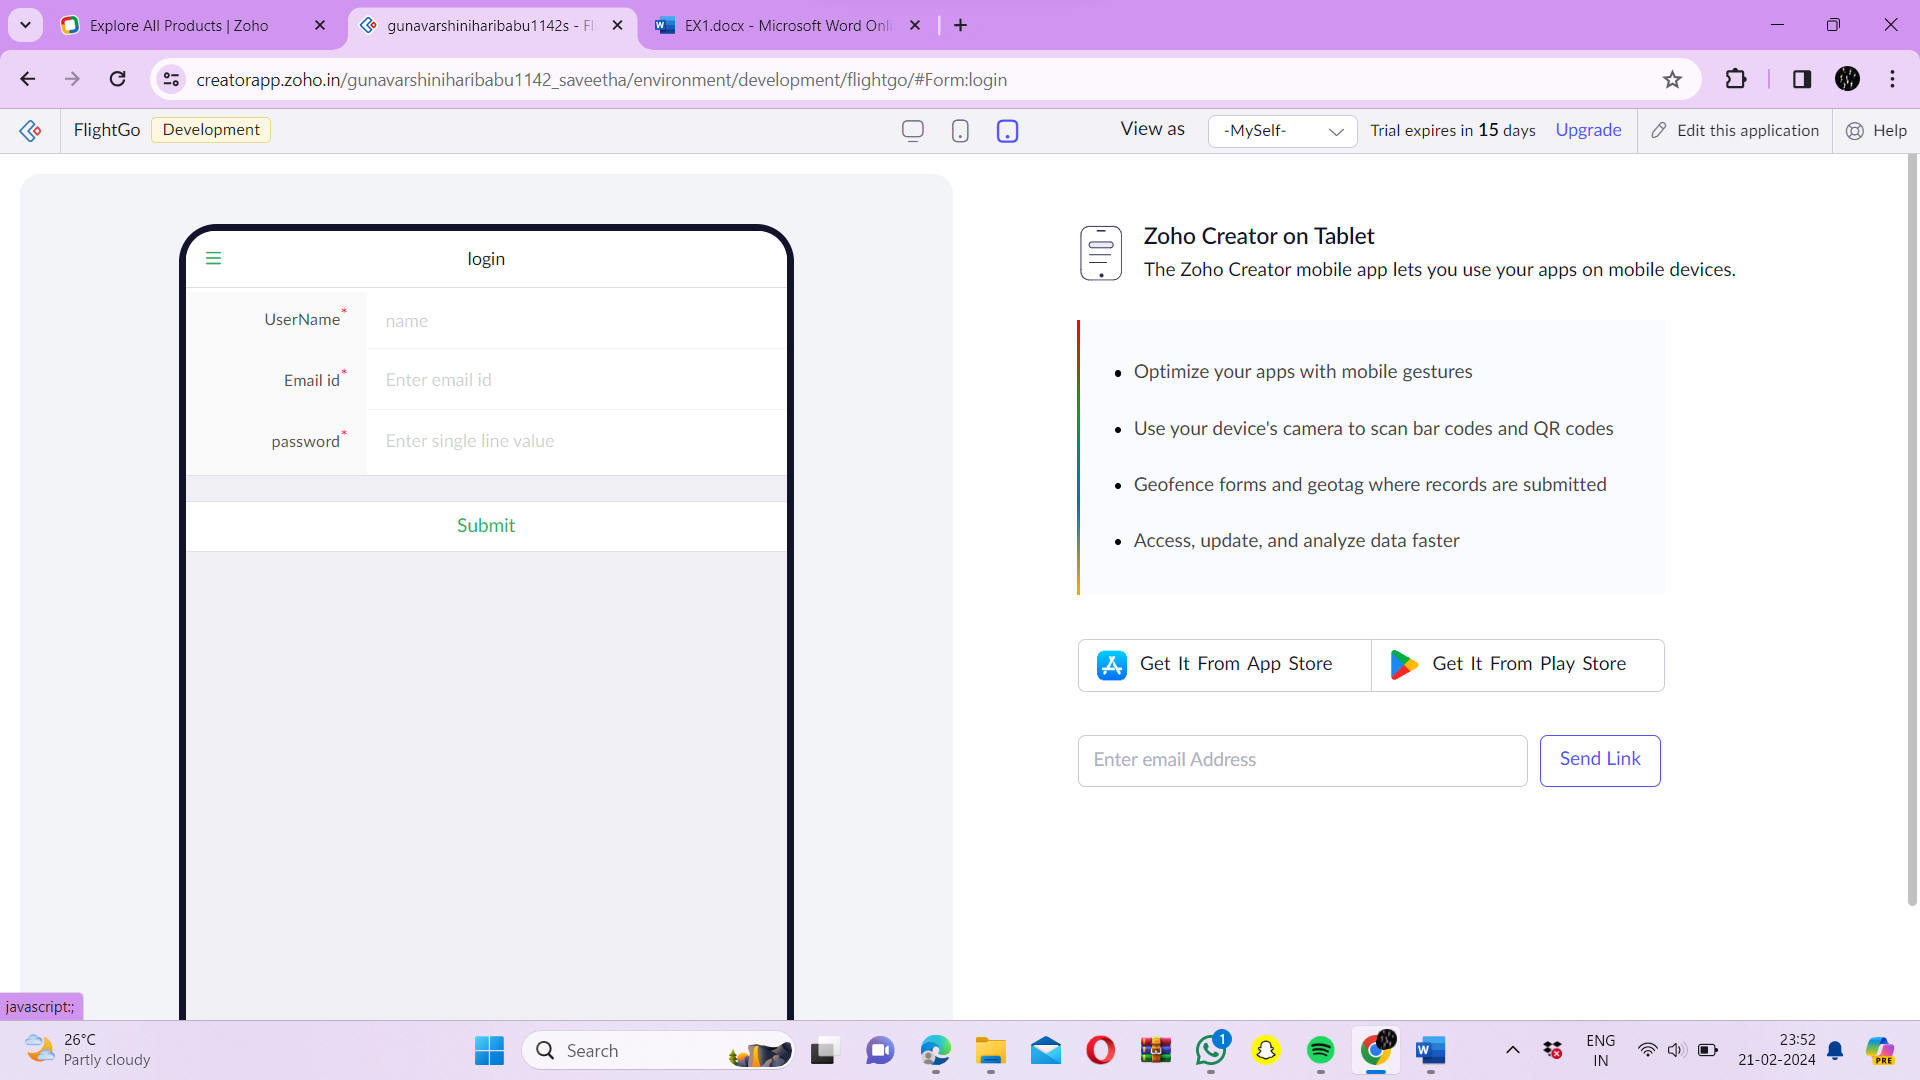 Explore All Products | Zoho
gunavarshiniharibabu1142s - Fl
EX1.docx - Microsoft Word Onli
creatorapp.zoho.in/gunavarshiniharibabu1142_saveetha/environment/development/flightgo/#Form:login
FlightGo
Development
View as
-MySelf-
Trial expires in 15 days
Upgrade
Edit this application
Help
login
UserName*
name
Email id*
Enter email id
password*
Enter single line value
Submit
Zoho Creator on Tablet
The Zoho Creator mobile app lets you use your apps on mobile devices.
Optimize your apps with mobile gestures
Use your device's camera to scan bar codes and QR codes
Geofence forms and geotag where records are submitted
Access, update, and analyze data faster
Get It From App Store
Get It From Play Store
Enter email Address
Send Link
javascript:;
26°C
Partly cloudy
Search
1
ENG
IN
23:52
21-02-2024
PRE